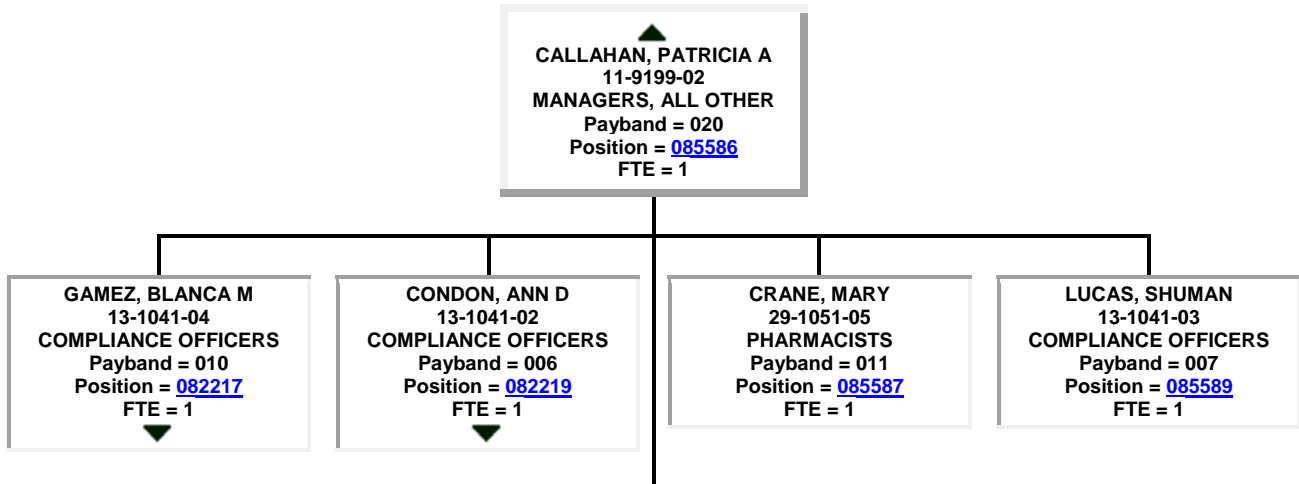 CALLAHAN, PATRICIA A
11-9199-02
MANAGERS, ALL OTHER
Payband = 020
Position = 085586
FTE = 1
GAMEZ, BLANCA M
13-1041-04
COMPLIANCE OFFICERS
Payband = 010
Position = 082217
FTE = 1
CONDON, ANN D
13-1041-02
COMPLIANCE OFFICERS
Payband = 006
Position = 082219
FTE = 1
CRANE, MARY
29-1051-05
PHARMACISTS
Payband = 011
Position = 085587
FTE = 1
LUCAS, SHUMAN
13-1041-03
COMPLIANCE OFFICERS
Payband = 007
Position = 085589
FTE = 1